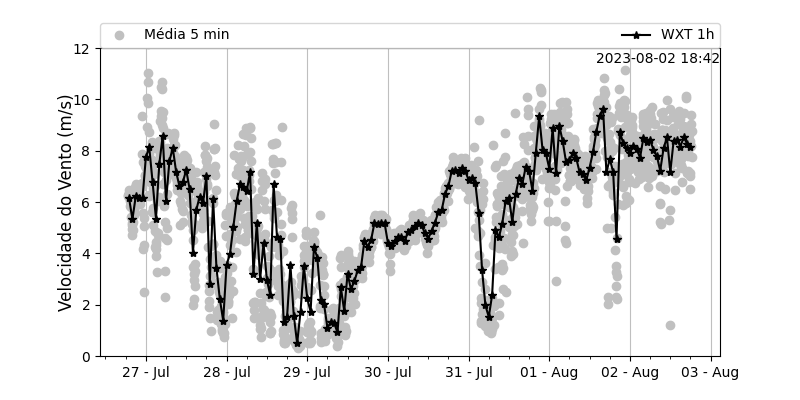 Média 5 min
WXT 1h
2023-08-02 18:42
Velocidade do Vento (m/s)
12
10
8
6
4
2
0
27 - Jul
28 - Jul
29 - Jul
30 - Jul
31 - Jul
01 - Aug
02 - Aug
03 - Aug